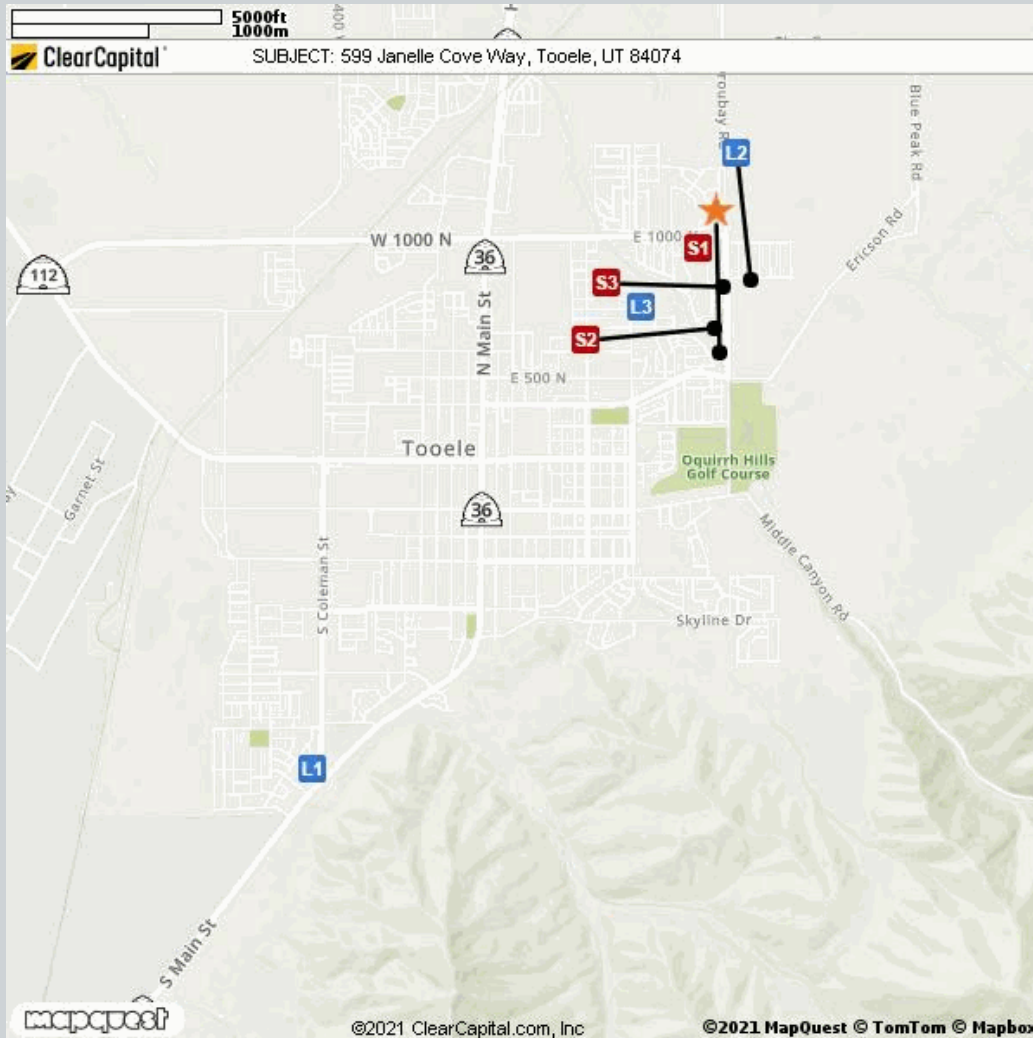 5000ft
1000m
ClearCapital
SUBJECT: 599 Janelle Cove Way, Tooele, UT 84074
Blue Peak Rd
L2
W 1000 N
E 1000
S1
Ericson Rd
36
112
S3
L3
N Main St
S2
E 500 N
Tooele
Oquirrh Hills
Golf Course
Garnet St
36
Middle Canyon Rd
S Coleman St
Skyline Dr
L1
S Main St
mapquest
©2021 ClearCapital.com, Inc
©2021 MapQuest © TomTom © Mapbox